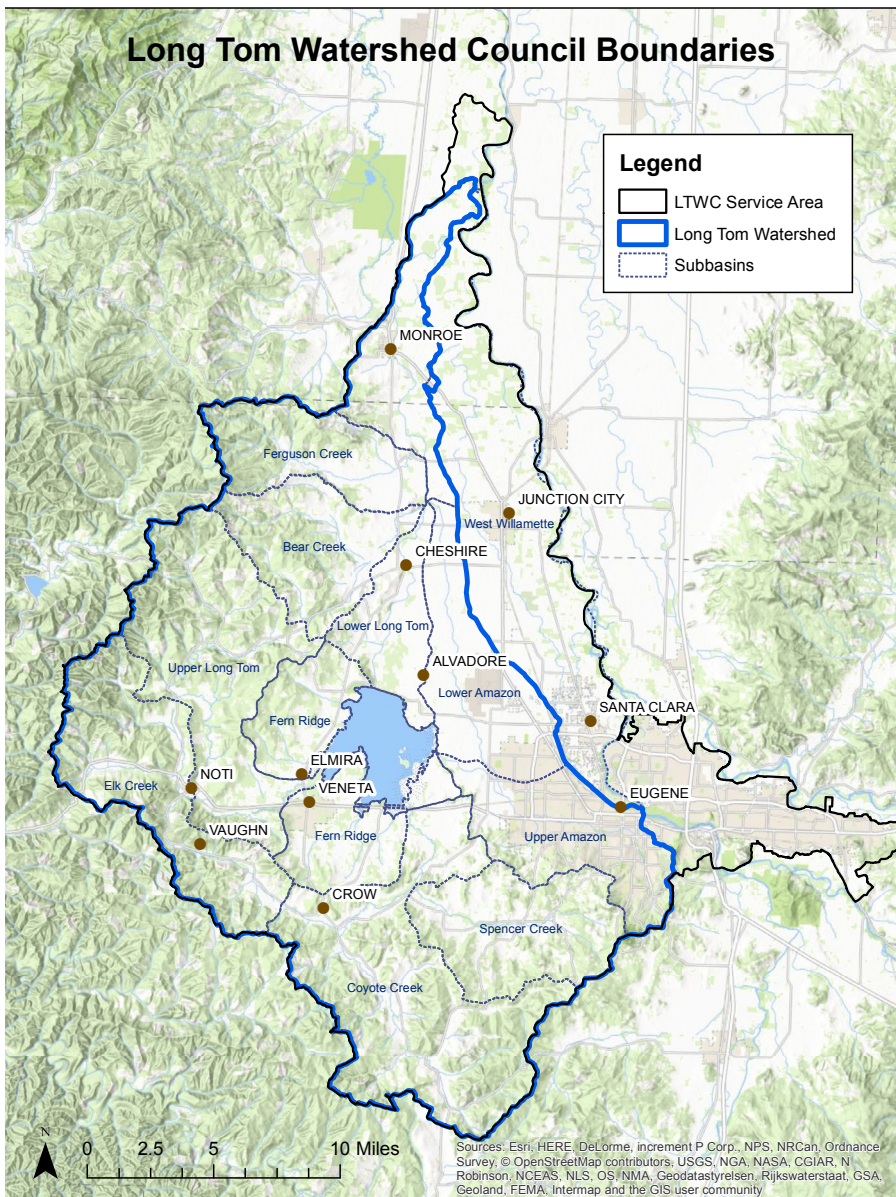 Long Tom Watershed Council Boundaries
Legend
LTWC Service Area
Long Tom Watershed
Subbasins
MONROE
Ferguson Creek
JUNCTION CITY
West Willamette
Bear Creek
CHESHIRE
Lower Long Tom
Upper Long Tom
ALVADORE
Lower Amazon
Fern Ridge
SANTA CLARA
ELMIRA
NOTI
Elk Creek
VENETA
EUGENE
Fern Ridge
Upper Amazon
VAUGHN
CROW
Spencer Creek
Coyote Creek
N
0 2.5 5 10 Miles
Sources: Esri, HERE, DeLorme, increment P Corp., NPS, NRCan, Ordnance
Survey, © OpenStreetMap contributors, USGS, NGA, NASA, CGIAR, N
Robinson, NCEAS, NLS, OS, NMA, Geodatastyrelsen, Rijkswaterstaat, GSA,
Geoland, FEMA, Intermap and the GIS user community